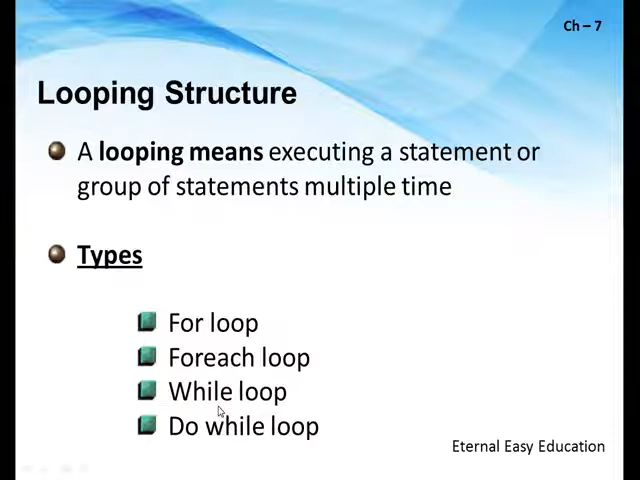 Ch – 7
Looping Structure
A looping means executing a statement or
group of statements multiple time
Types
For loop
Foreach loop
While loop
Do while loop
Eternal Easy Education